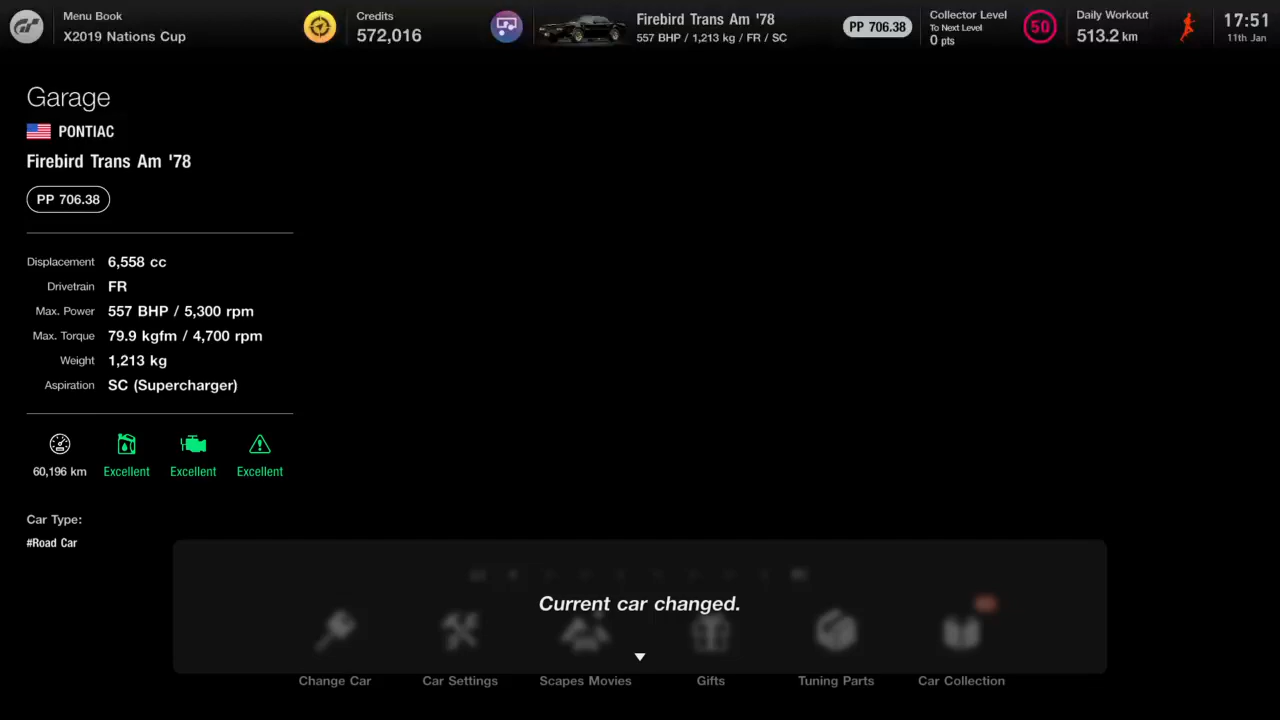 Menu Book
X2019 Nations Cup
Credits
572,016
Firebird Trans Am '78
557 BHP / 1,213 kg / FR / SC
PP 706.38
Collector Level
To Next Level
0 pts
50
Daily Workout
513.2 km
17:51
11th Jan
Garage
PONTIAC
Firebird Trans Am '78
PP 706.38
Displacement 6,558 cc
Drivetrain FR
Max. Power 557 BHP / 5,300 rpm
Max. Torque 79.9 kgfm / 4,700 rpm
Weight 1,213 kg
Aspiration SC (Supercharger)
60,196 km Excellent Excellent Excellent
Car Type:
#Road Car
Current car changed.
Change Car Car Settings Scapes Movies Gifts Tuning Parts Car Collection